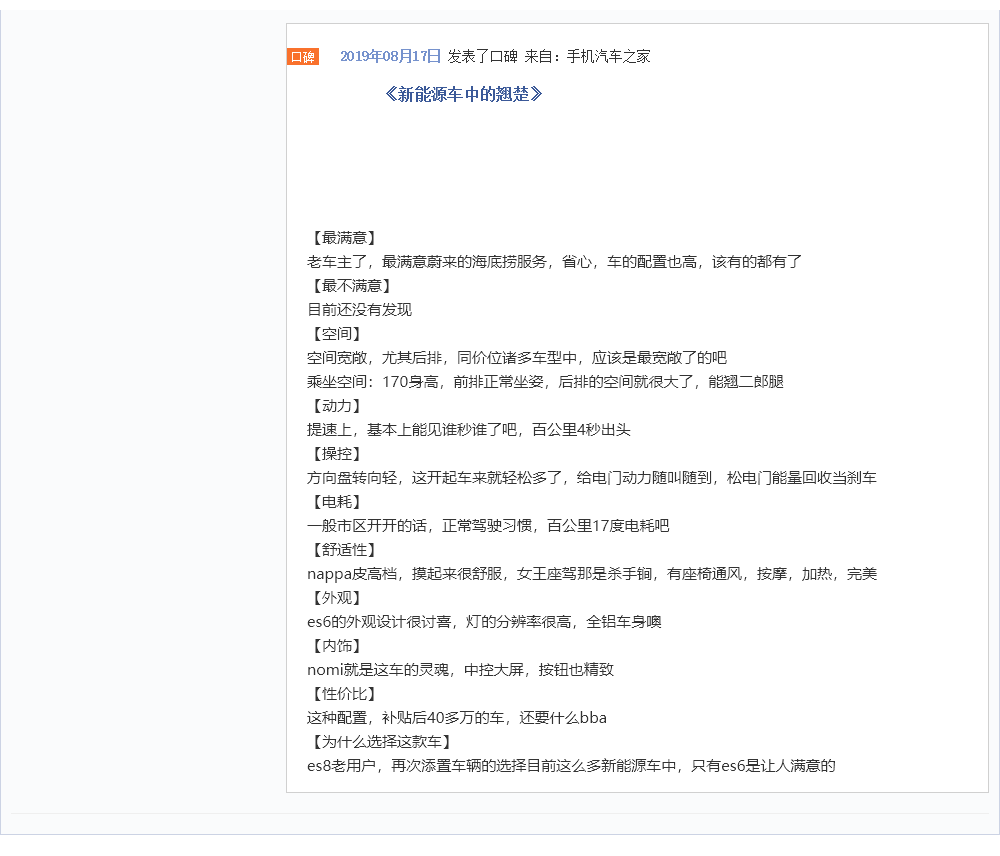 口碑 2019年08月17日 发表了口碑 来自：手机汽车之家
《新能源车中的翘楚》
【最满意】
老车主了，最满意蔚来的海底捞服务，省心，车的配置也高，该有的都有了
【最不满意】
目前还没有发现
【空间】
空间宽敞，尤其后排，同价位诸多车型中，应该是最宽敞了的吧
乘坐空间：170身高，前排正常坐姿，后排的空间就很大了，能翘二郎腿
【动力】
提速上，基本上能见谁秒谁了吧，百公里4秒出头
【操控】
方向盘转向轻，这开起车来就轻松多了，给电门动力随叫随到，松电门能量回收当刹车
【电耗】
一般市区开开的话，正常驾驶习惯，百公里17度电耗吧
【舒适性】
nappa皮高档，摸起来很舒服，女王座驾那是杀手锏，有座椅通风，按摩，加热，完美
【外观】
es6的外观设计很讨喜，灯的分辨率很高，全铝车身噢
【内饰】
nomi就是这车的灵魂，中控大屏，按钮也精致
【性价比】
这种配置，补贴后40多万的车，还要什么bba
【为什么选择这款车】
es8老用户，再次添置车辆的选择目前这么多新能源车中，只有es6是让人满意的